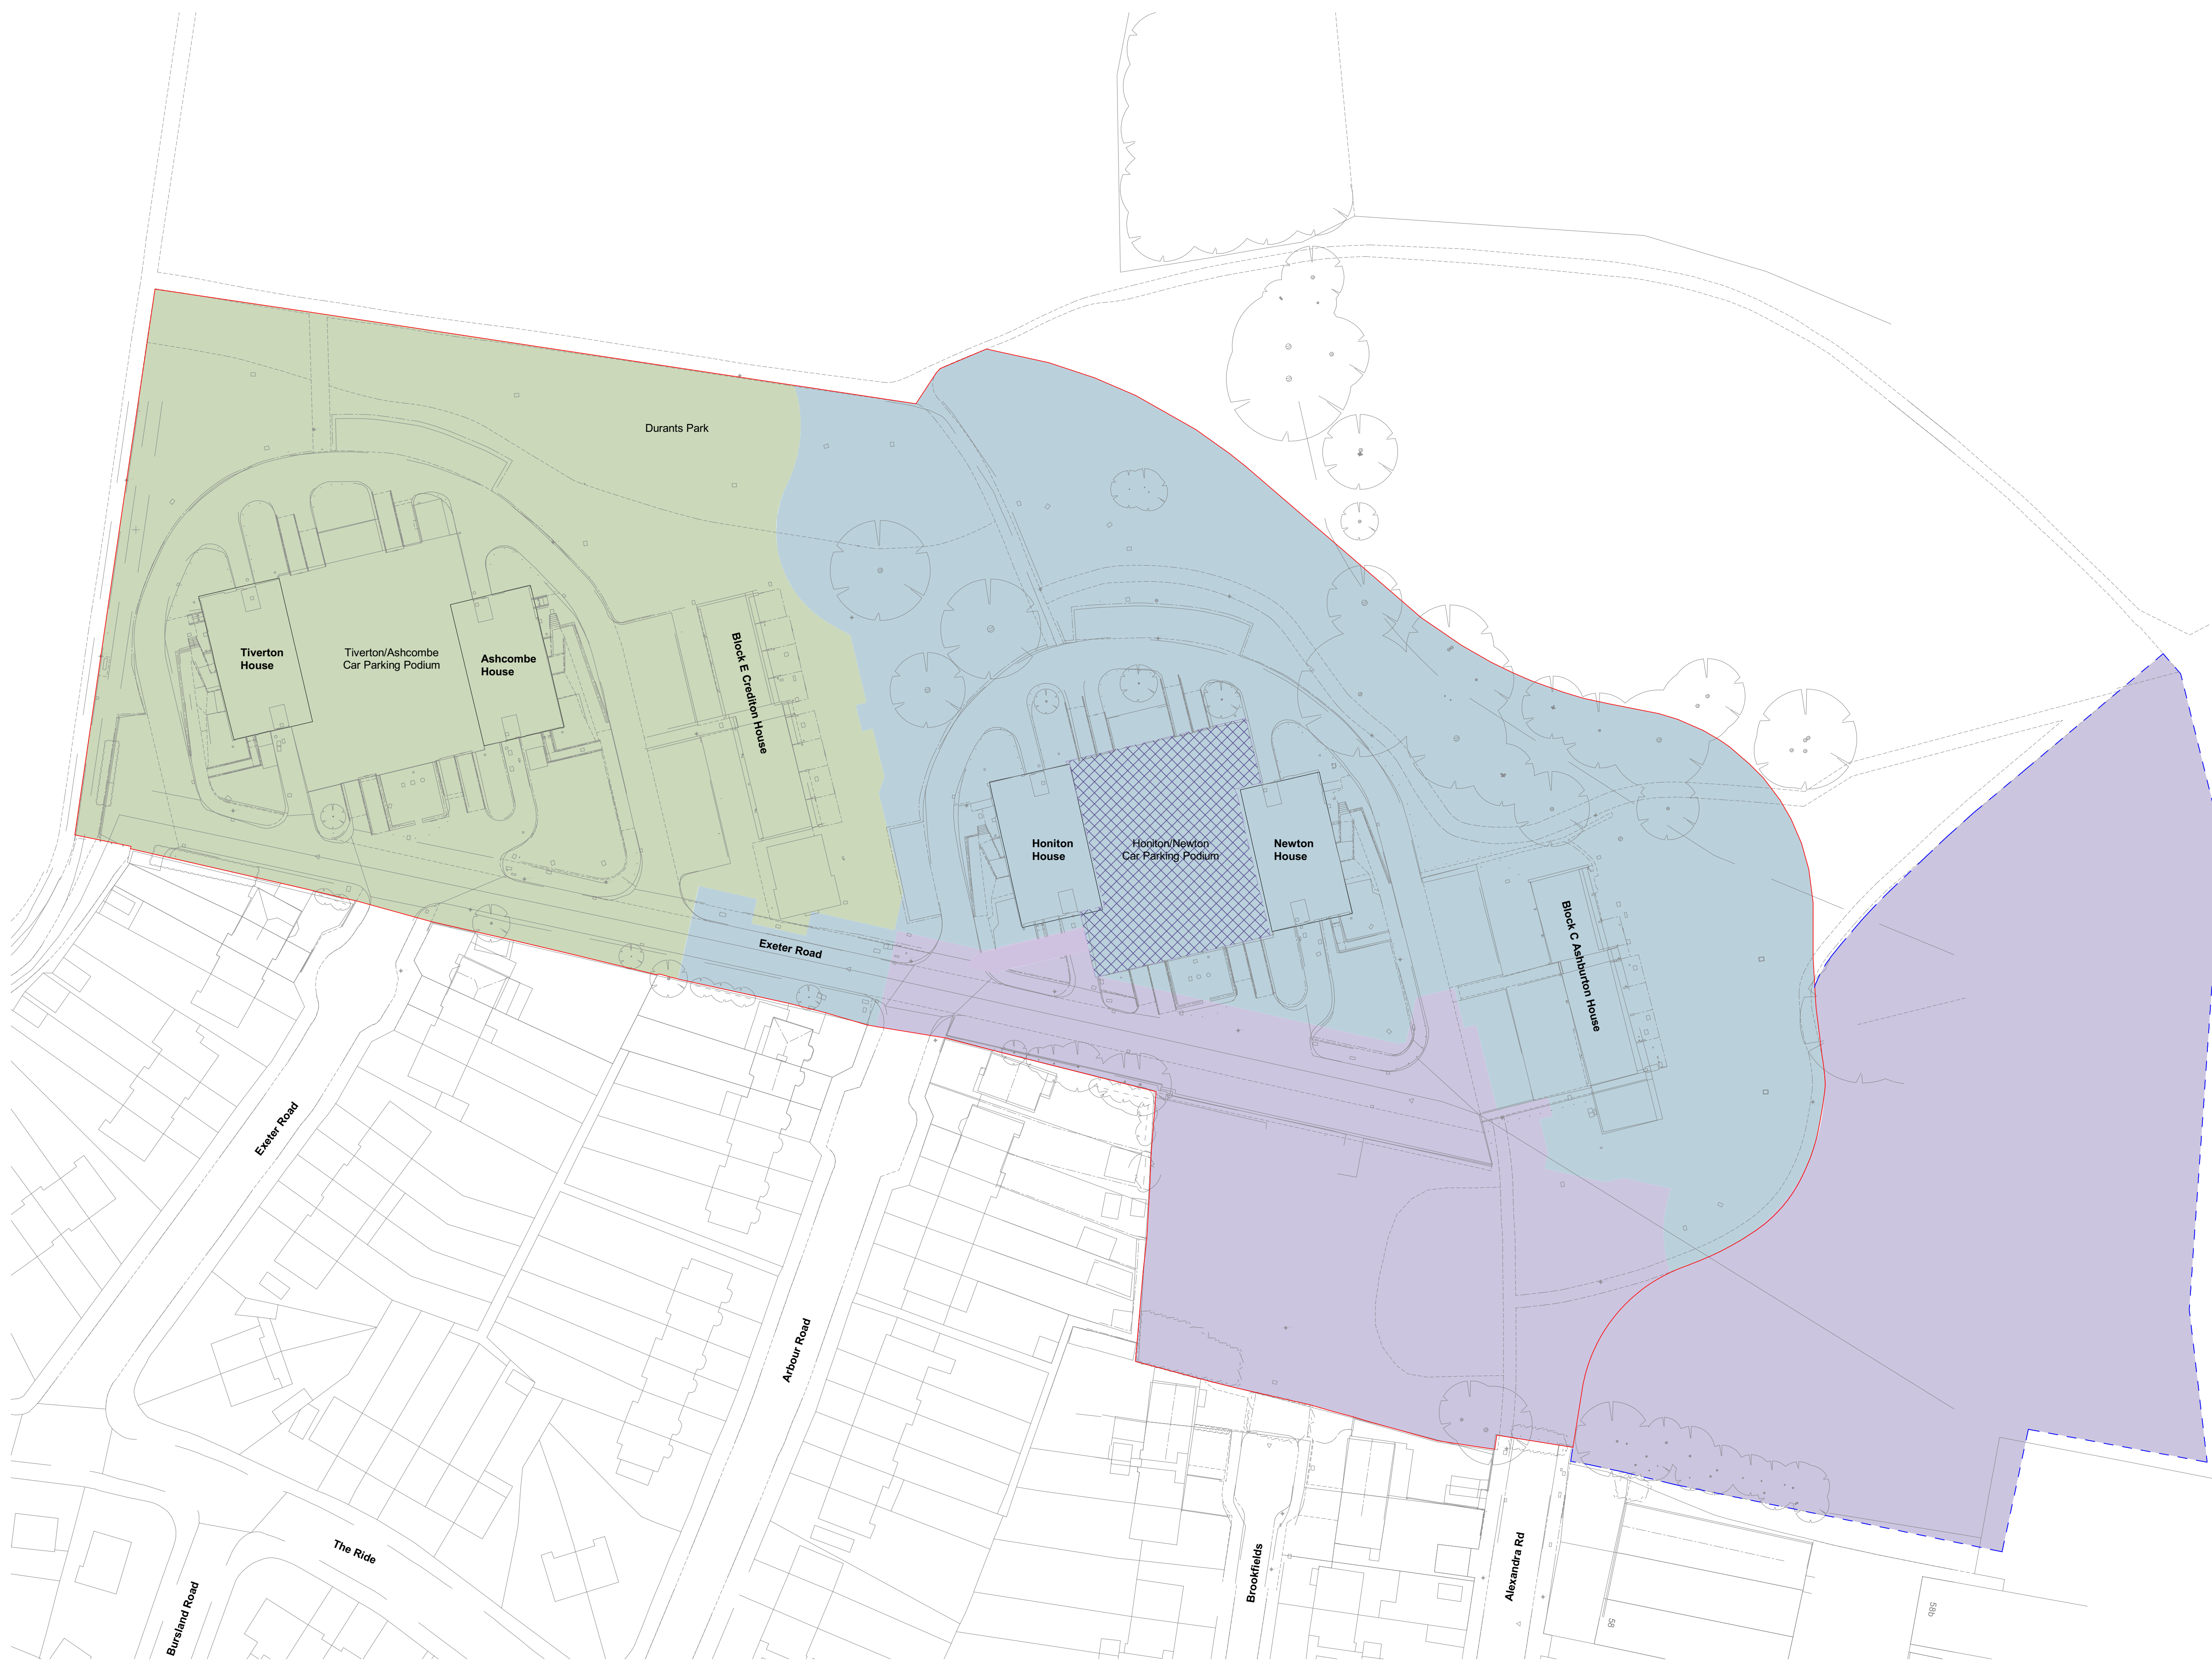 Durants Park
Tiverton
House
Tiverton/Ashcombe
Car Parking Podium
Ashcombe
House
Block E Crediton House
Honiton
House
Honiton/Newton
Car Parking Podium
Newton
House
Block C Ashburton House
Exeter Road
Exeter Road
Arbour Road
The Ride
Bursland Road
Brookfields
Alexandra Rd
58
58b